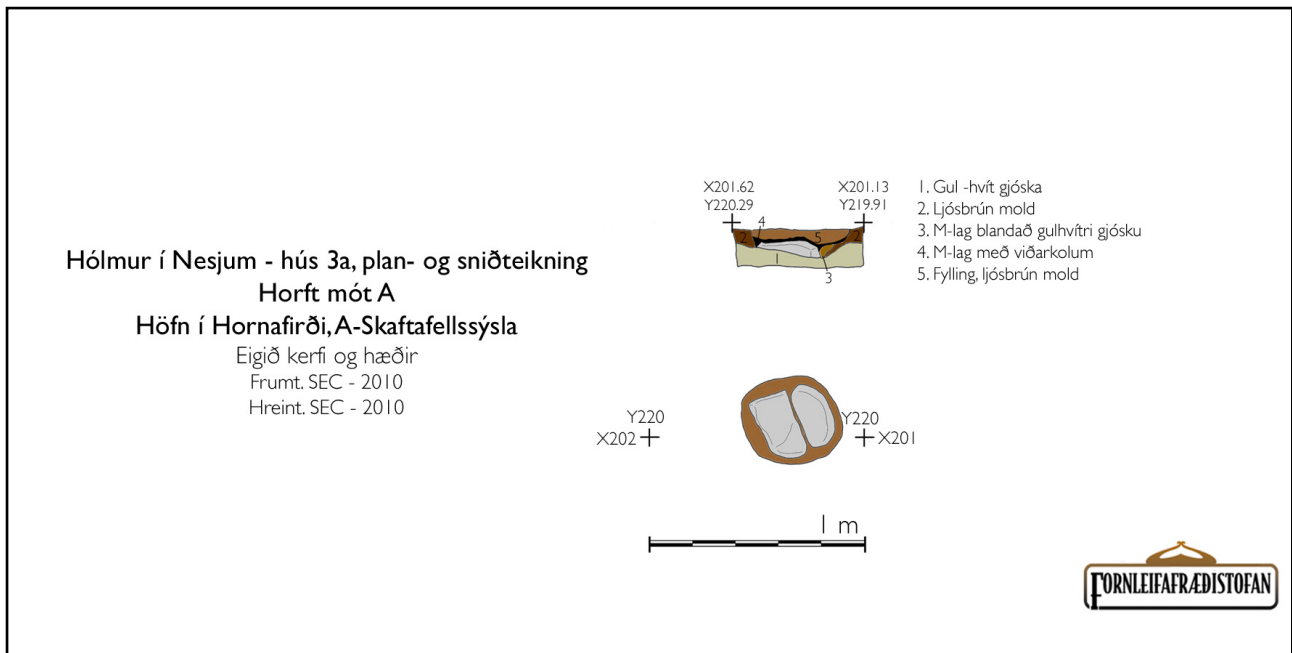 Hólmur í Nesjum - hús 3a, plan- og sniðteikning
Horft mót A
Höfn í Hornafirði, A-Skaftafellssýsla
Eigið kerfi og hæðir
Frumt. SEC - 2010
Hreint. SEC - 2010
X201.62
Y220.29
X201.13
Y219.91
4
2
5
2
1
3
1. Gul -hvít gjóska
2. Ljósbrún mold
3. M-lag blandað gulhvítri gjósku
4. M-lag með viðarkolum
5. Fylling, ljósbrún mold
Y220
X202
Y220
X201
1 m
FORNLEIFAFRÆÐISTOFAN